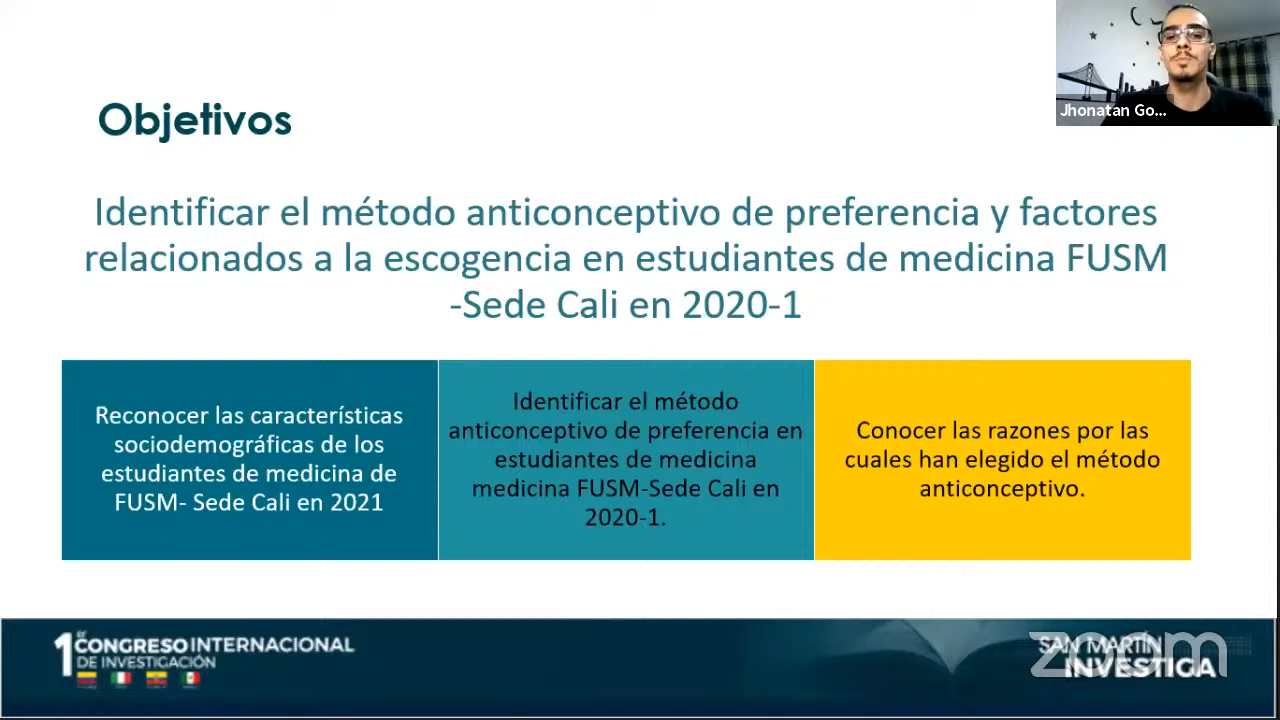 Jhonatan Go...
Objetivos
Identificar el método anticonceptivo de preferencia y factores
relacionados a la escogencia en estudiantes de medicina FUSM
-Sede Cali en 2020-1
Reconocer las características
sociodemográficas de los
estudiantes de medicina de
FUSM- Sede Cali en 2021
Identificar el método
anticonceptivo de preferencia en
estudiantes de medicina
medicina FUSM-Sede Cali en
2020-1.
Conocer las razones por las
cuales han elegido el método
anticonceptivo.
1er CONGRESO INTERNACIONAL
DE INVESTIGACIÓN
SAN MARTÍN
INVESTIGA
zoom